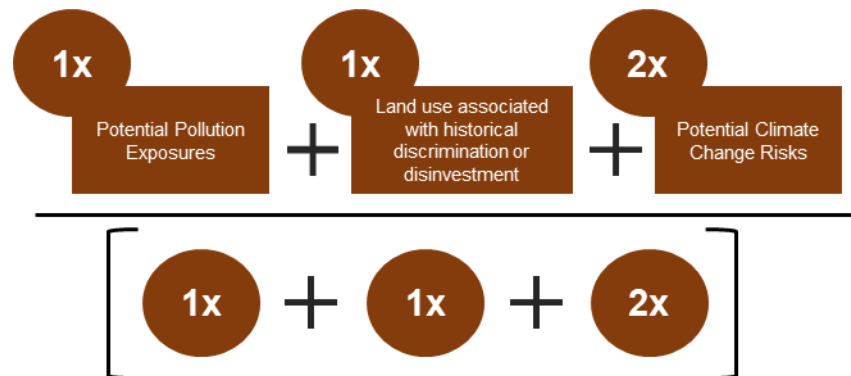 1x
Potential Pollution
Exposures
+
1x
Land use associated
with historical
discrimination or
disinvestment
+
2x
Potential Climate
Change Risks
[ 1x + 1x + 2x ]